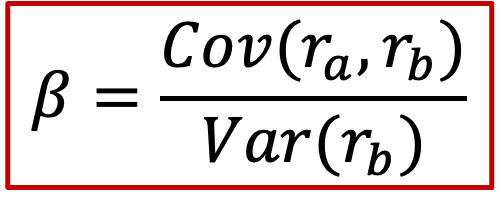 β = Cov(r_a, r_b) / Var(r_b)